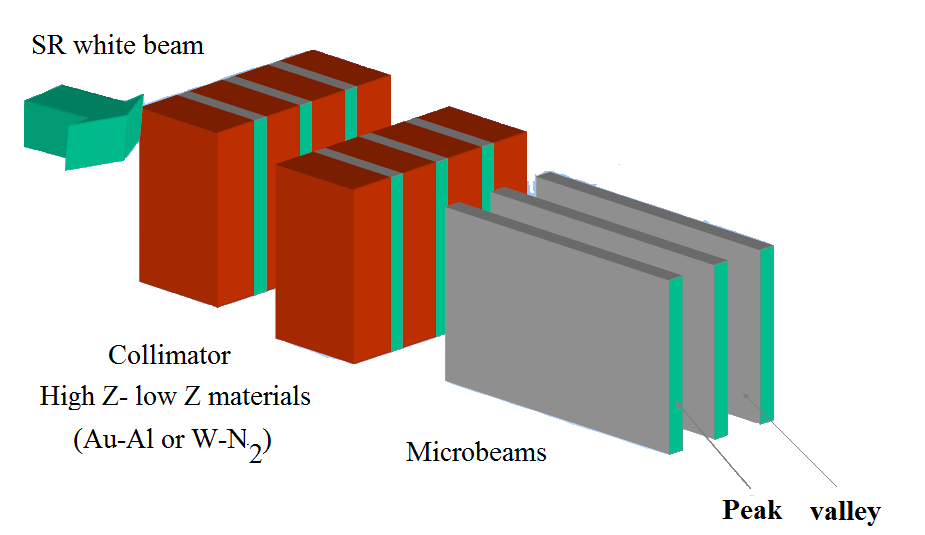 SR white beam
Collimator
High Z- low Z materials
(Au-Al or W-N2)
Microbeams
Peak valley